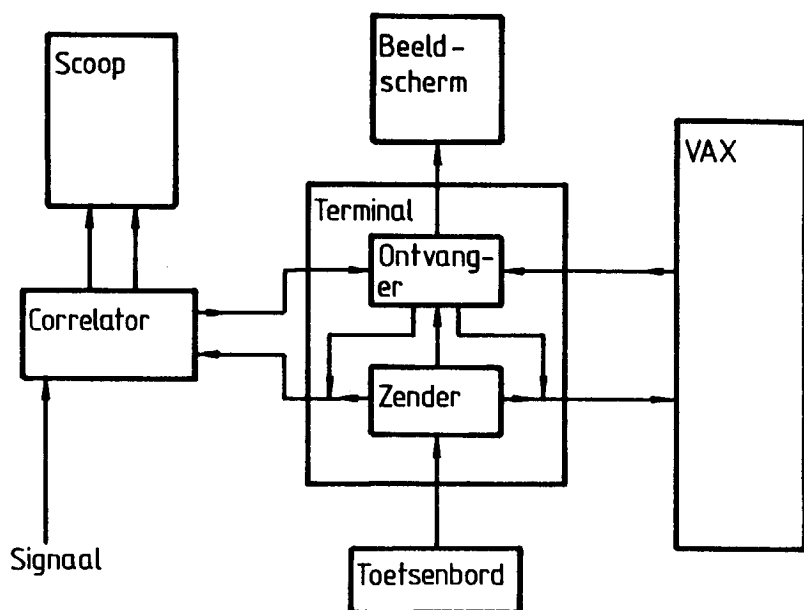 Scoop
Beeld-
scherm
VAX
Terminal
Ontvang-
er
Correlator
Zender
Signaal
Toetsenbord